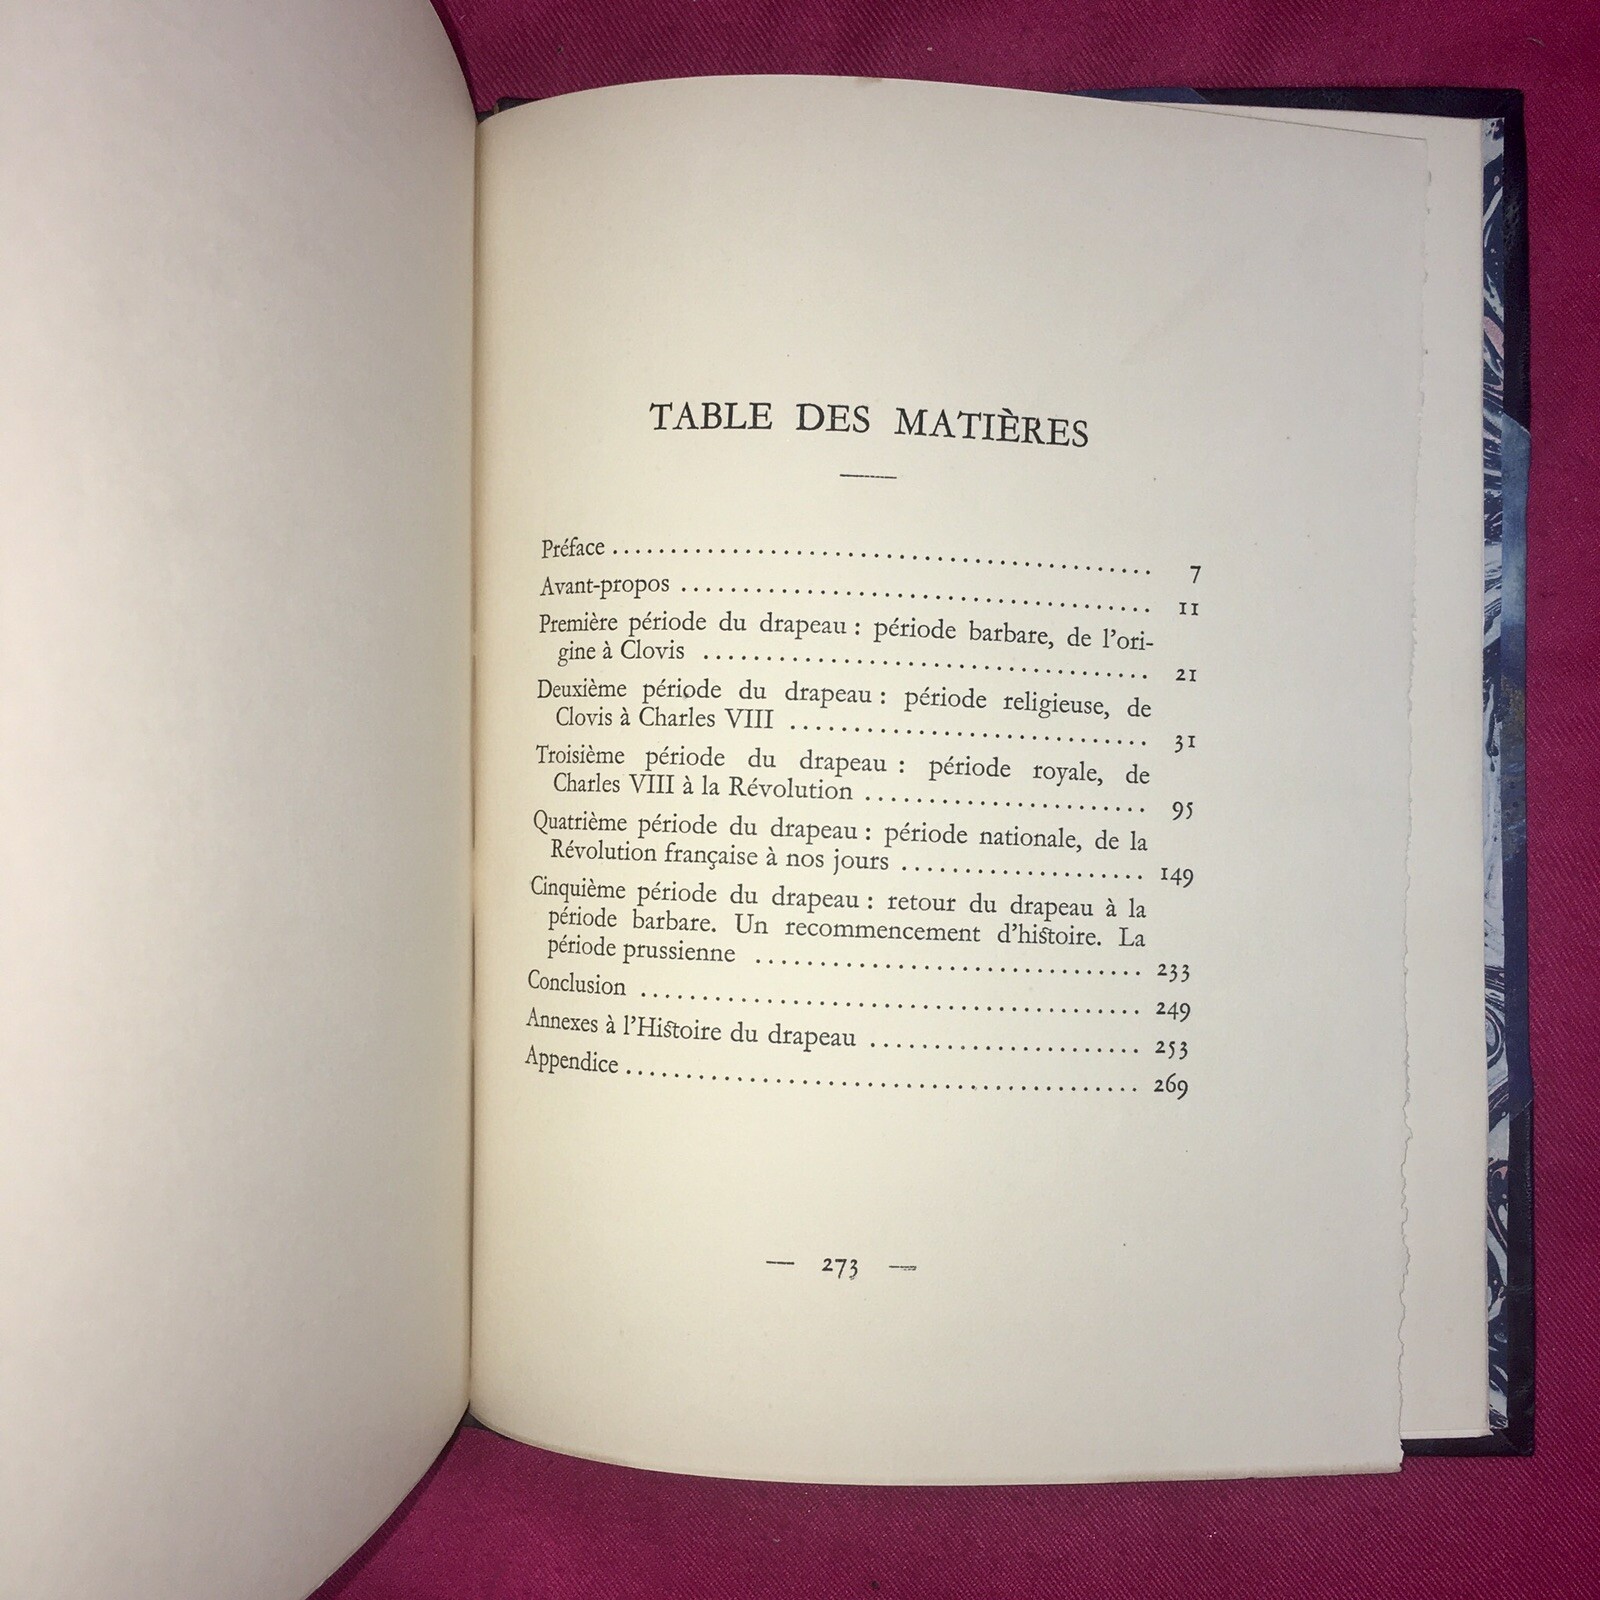 TABLE DES MATIÈRES
Préface ........................................ 7
Avant-propos ........................................ 11
Première période du drapeau : période barbare, de l'ori-
gine à Clovis ........................................ 21
Deuxième période du drapeau : période religieuse, de
Clovis à Charles VIII ........................................ 31
Troisième période du drapeau : période royale, de
Charles VIII à la Révolution ........................................ 95
Quatrième période du drapeau : période nationale, de la
Révolution française à nos jours ........................................ 149
Cinquième période du drapeau : retour du drapeau à la
période barbare. Un recommencement d'histoire. La
période prussienne ........................................ 233
Conclusion ........................................ 249
Annexes à l'Histoire du drapeau ........................................ 253
Appendice ........................................ 269
— 273 —